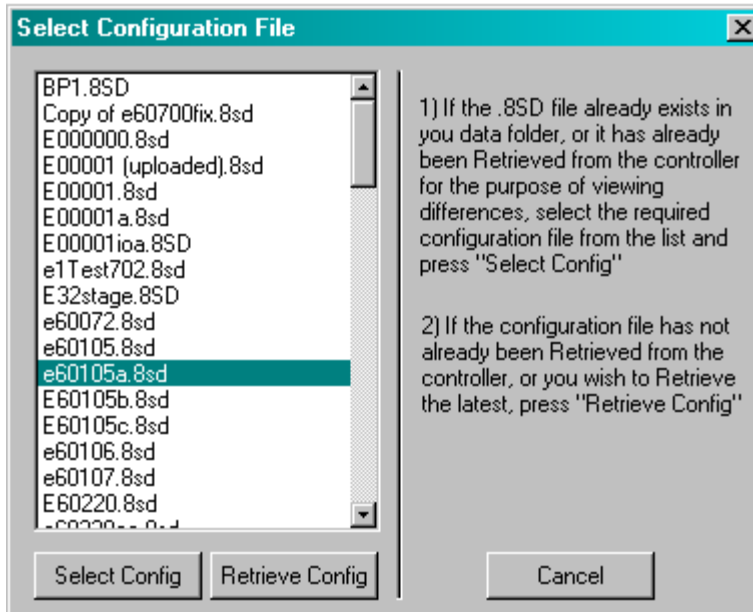 Select Configuration File
BP1.8SD
Copy of e60700fix.8sd
E000000.8sd
E00001 (uploaded).8sd
E00001.8sd
E00001a.8sd
E00001ioa.8SD
e1Test702.8sd
E32stage.8SD
e60072.8sd
e60105.8sd
e60105a.8sd
E60105b.8sd
E60105c.8sd
e60106.8sd
e60107.8sd
E60220.8sd
1) If the .8SD file already exists in
you data folder, or it has already
been Retrieved from the controller
for the purpose of viewing
differences, select the required
configuration file from the list and
press "Select Config"
2) If the configuration file has not
already been Retrieved from the
controller, or you wish to Retrieve
the latest, press "Retrieve Config"
Select Config
Retrieve Config
Cancel